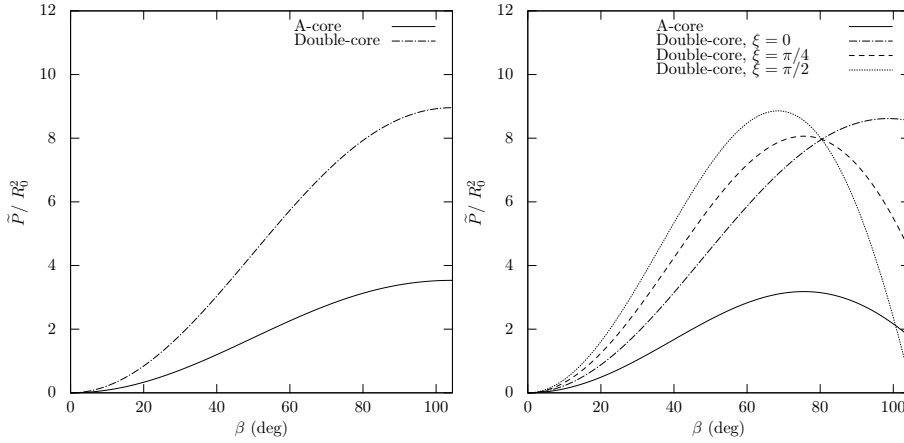 A-core
Double-core
12
10
8
6
4
2
0
0 20 40 60 80 100
β (deg)
P̃ / R₀²
A-core
Double-core, ξ = 0
Double-core, ξ = π/4
Double-core, ξ = π/2
12
10
8
6
4
2
0
0 20 40 60 80 100
β (deg)
P̃ / R₀²